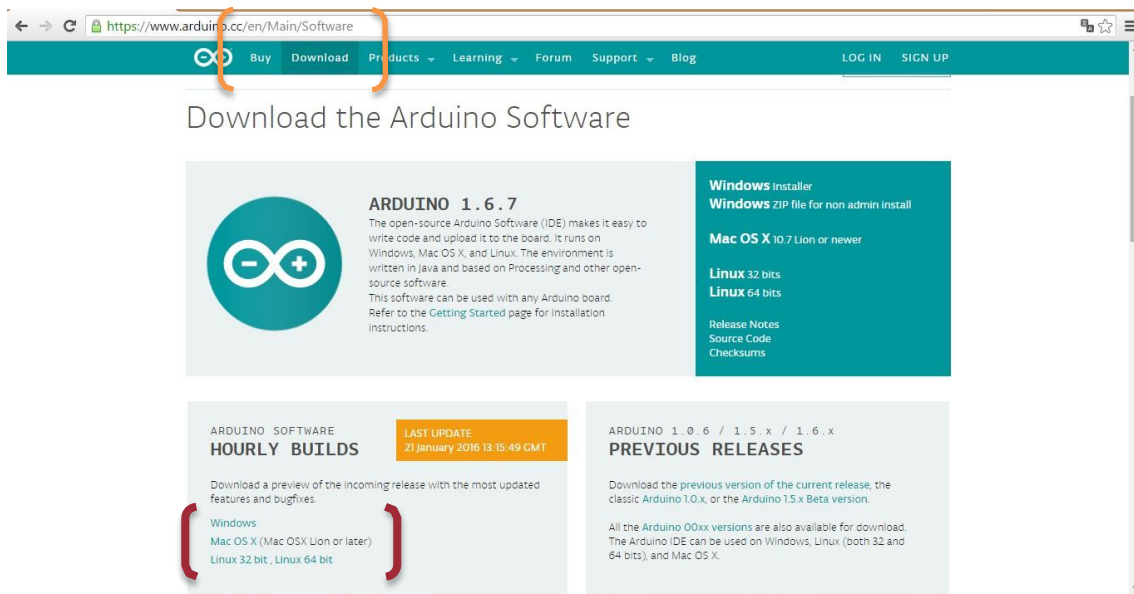 https://www.arduino.cc/en/Main/Software
Buy Download Products Learning Forum Support Blog LOG IN SIGN UP
Download the Arduino Software
ARDUINO 1.6.7
The open-source Arduino Software (IDE) makes it easy to
write code and upload it to the board. It runs on
Windows, Mac OS X, and Linux. The environment is
written in Java and based on Processing and other open-
source software.
This software can be used with any Arduino board.
Refer to the Getting Started page for Installation
instructions.
Windows Installer
Windows ZIP file for non admin install
Mac OS X 10.7 Lion or newer
Linux 32 bits
Linux 64 bits
Release Notes
Source Code
Checksums
ARDUINO SOFTWARE
HOURLY BUILDS
LAST UPDATE
21 January 2016 13:15:49 GMT
Download a preview of the incoming release with the most updated
features and bugfixes.
Windows
Mac OS X (Mac OSX Lion or later)
Linux 32 bit , Linux 64 bit
ARDUINO 1.0.6 / 1.5.x / 1.6.x
PREVIOUS RELEASES
Download the previous version of the current release, the
classic Arduino 1.0.x, or the Arduino 1.5.x Beta version.
All the Arduino 00xx versions are also available for download.
The Arduino IDE can be used on Windows, Linux (both 32 and
64 bits), and Mac OS X.